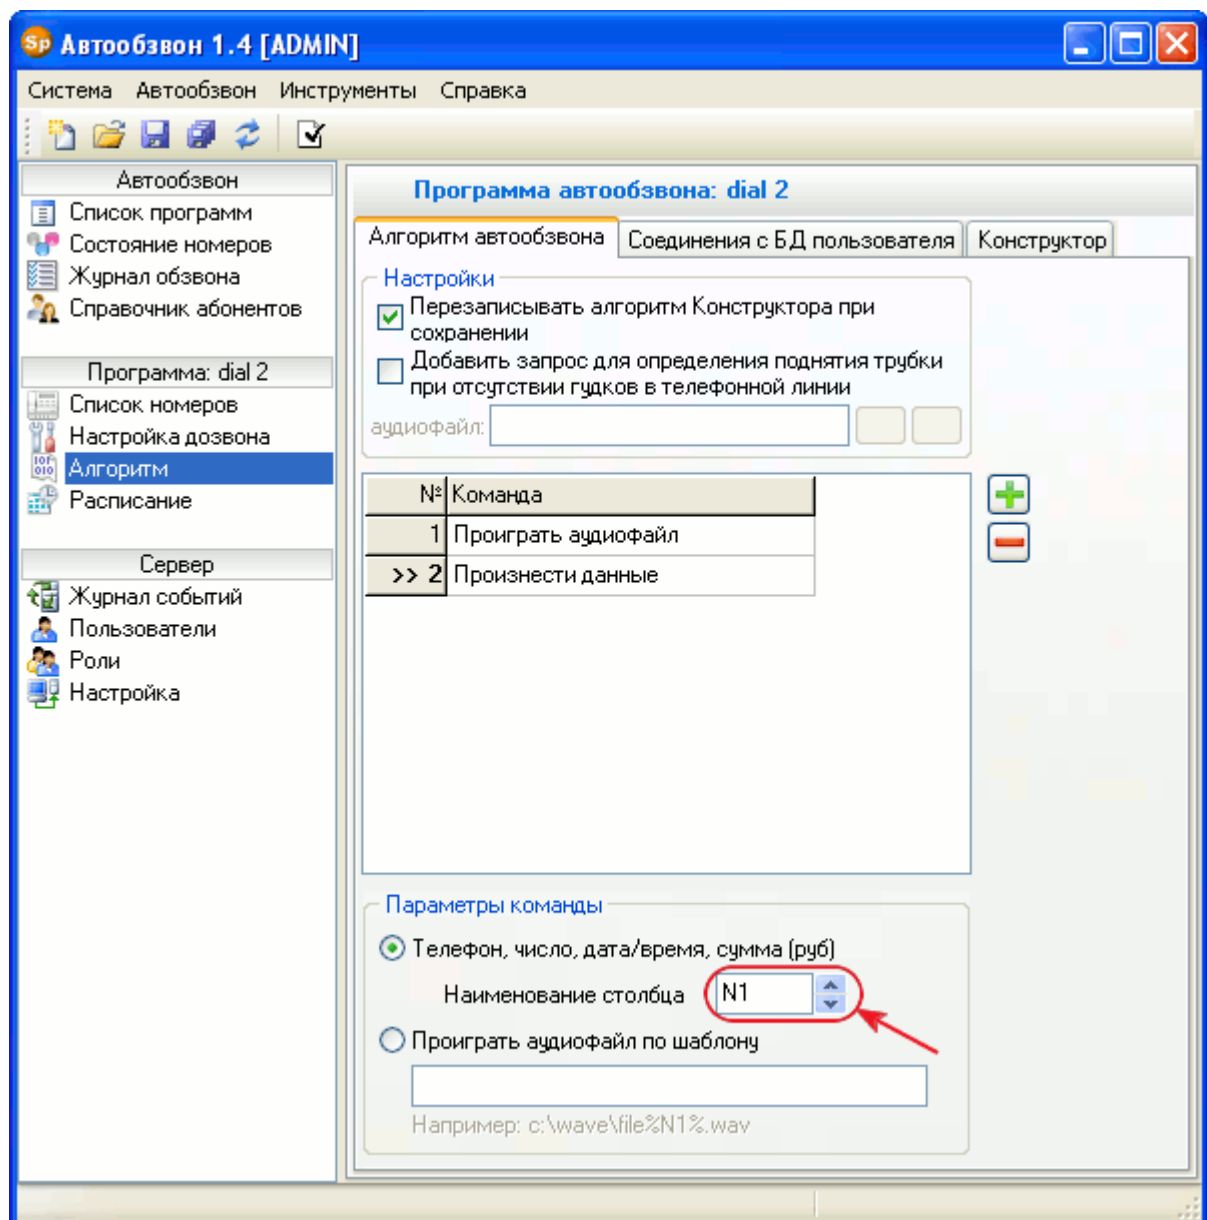 Sp Автообзвон 1.4 [ADMIN]
Система Автообзвон Инструменты Справка
Автообзвон
Список программ
Состояние номеров
Журнал обзвона
Справочник абонентов
Программа: dial 2
Список номеров
Настройка дозвона
Алгоритм
Расписание
Сервер
Журнал событий
Пользователи
Роли
Настройка
Программа автообзвона: dial 2
Алгоритм автообзвона Соединения с БД пользователя Конструктор
Настройки
Перезаписывать алгоритм Конструктора при
сохранении
Добавить запрос для определения поднятия трубки
при отсутствии гудков в телефонной линии
аудиофайл:
№ Команда
1 Проиграть аудиофайл
>> 2 Произнести данные
Параметры команды
Телефон, число, дата/время, сумма (руб)
Наименование столбца N1
Проиграть аудиофайл по шаблону
Например: c:\wave\file%N1%.wav